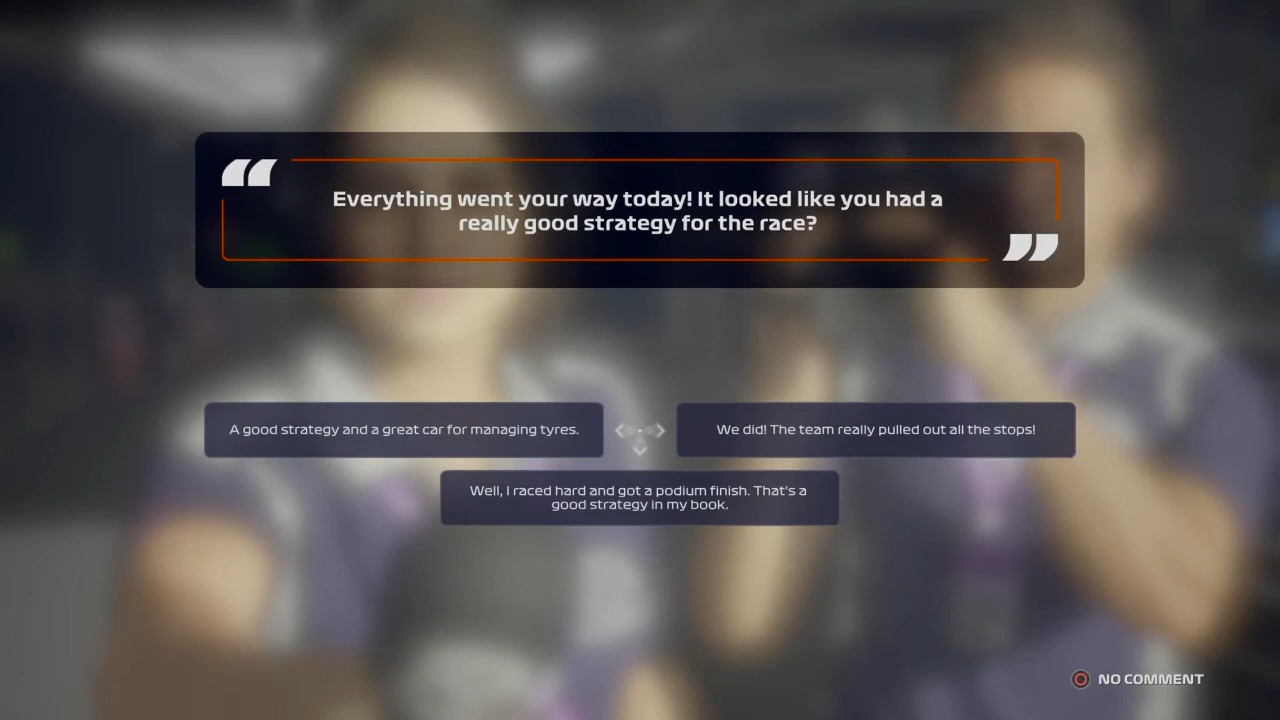 Everything went your way today! It looked like you had a
really good strategy for the race?
A good strategy and a great car for managing tyres.
We did! The team really pulled out all the stops!
Well, I raced hard and got a podium finish. That's a
good strategy in my book.
NO COMMENT